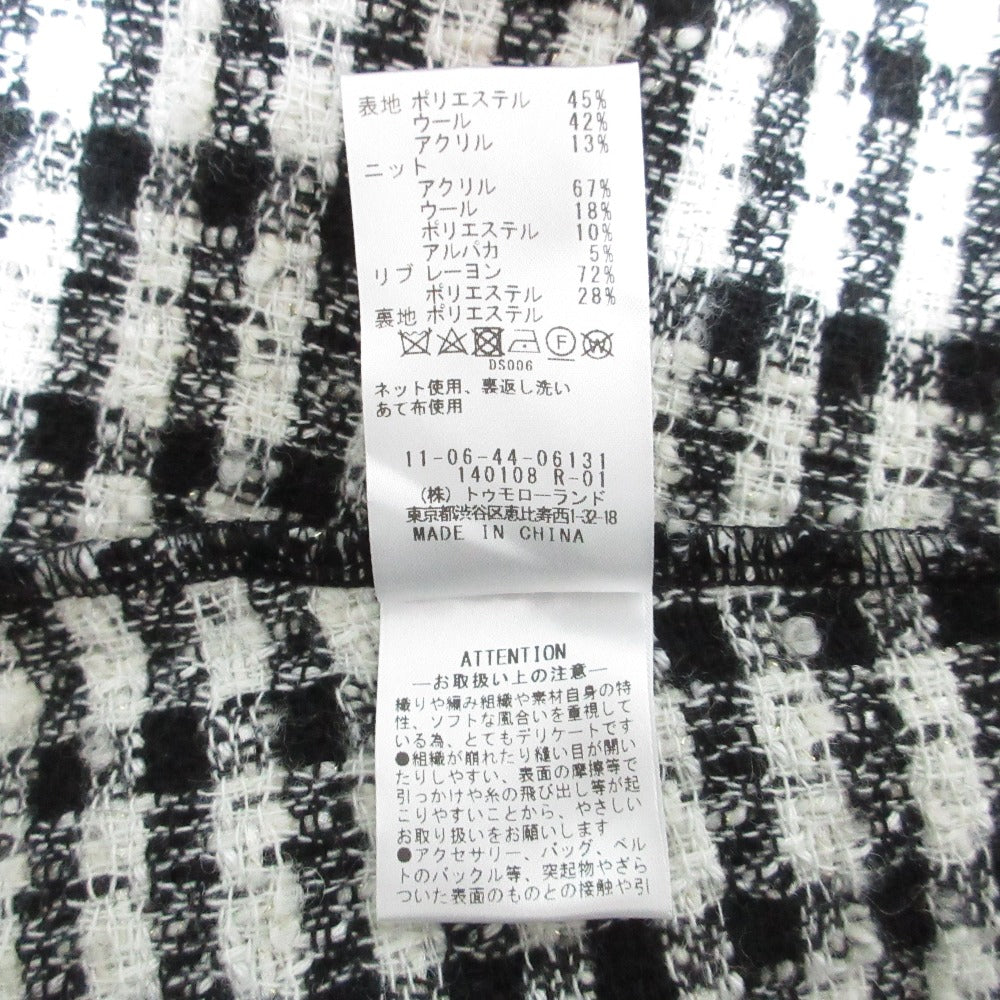 表地 ポリエステル 45%
ウール 42%
アクリル 13%
ニット
アクリル 67%
ウール 18%
ポリエステル 10%
アルパカ 5%
リブ レーヨン 72%
ポリエステル 28%
裏地 ポリエステル
F W
DS006
ネット使用、裏返し洗い
あて布使用
11-06-44-06131
140108 R-01
(株)トゥモローランド
東京都渋谷区恵比寿西1-32-18
MADE IN CHINA
ATTENTION
―お取扱い上の注意―
織りや編み組織や素材自身の特
性、ソフトな風合いを重視して
いる為、とてもデリケートです
●組織が崩れたり縫い目が開い
たりしやすい、表面の摩擦等で
引っかけや糸の飛び出し等が起
こりやすいことから、やさしい
お取り扱いをお願いします
●アクセサリー、バッグ、ベル
トのバックル等、突起物やざら
ついた表面のものとの接触や引